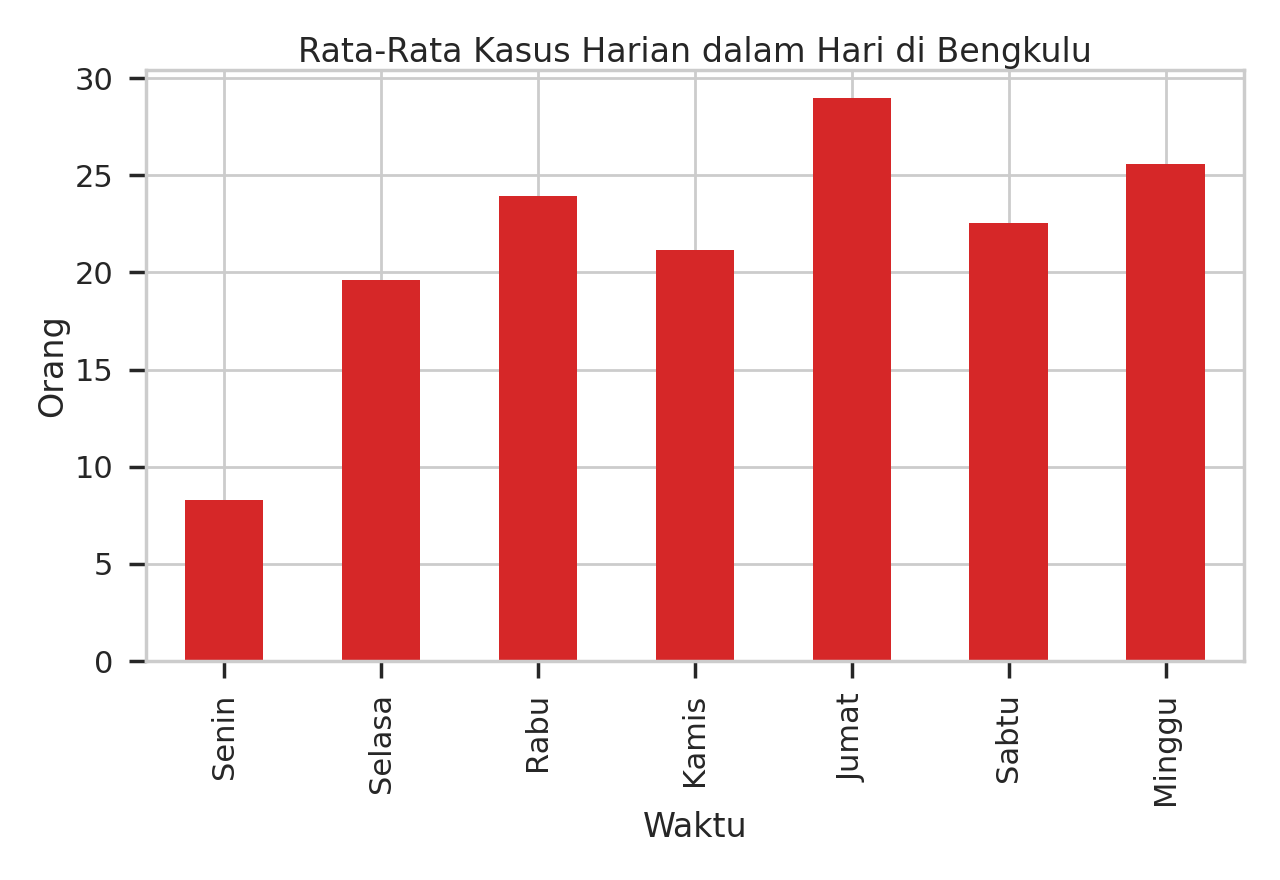 Rata-Rata Kasus Harian dalam Hari di Bengkulu
30
25
20
15
10
5
0
Orang
Senin
Selasa
Rabu
Kamis
Jumat
Sabtu
Minggu
Waktu